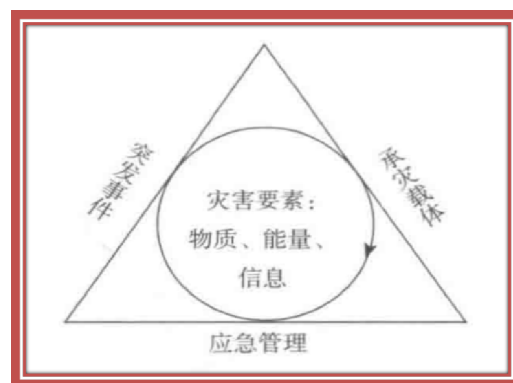 突发事件
承灾载体
灾害要素：
物质、能量、
信息
应急管理